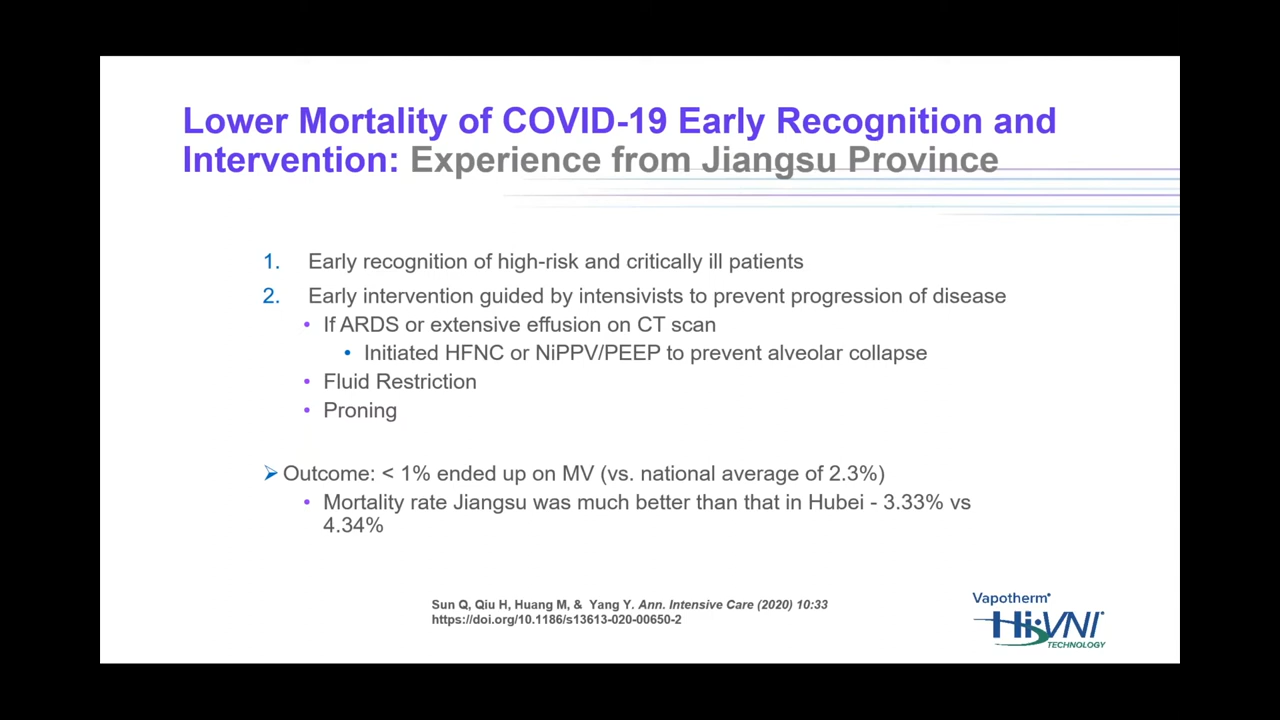 Lower Mortality of COVID-19 Early Recognition and
Intervention: Experience from Jiangsu Province
1. Early recognition of high-risk and critically ill patients
2. Early intervention guided by intensivists to prevent progression of disease
• If ARDS or extensive effusion on CT scan
• Initiated HFNC or NiPPV/PEEP to prevent alveolar collapse
• Fluid Restriction
• Proning
➢ Outcome: < 1% ended up on MV (vs. national average of 2.3%)
• Mortality rate Jiangsu was much better than that in Hubei - 3.33% vs
4.34%
Sun Q, Qiu H, Huang M, & Yang Y. Ann. Intensive Care (2020) 10:33
https://doi.org/10.1186/s13613-020-00650-2
Vapotherm®
Hi-VNI®
TECHNOLOGY